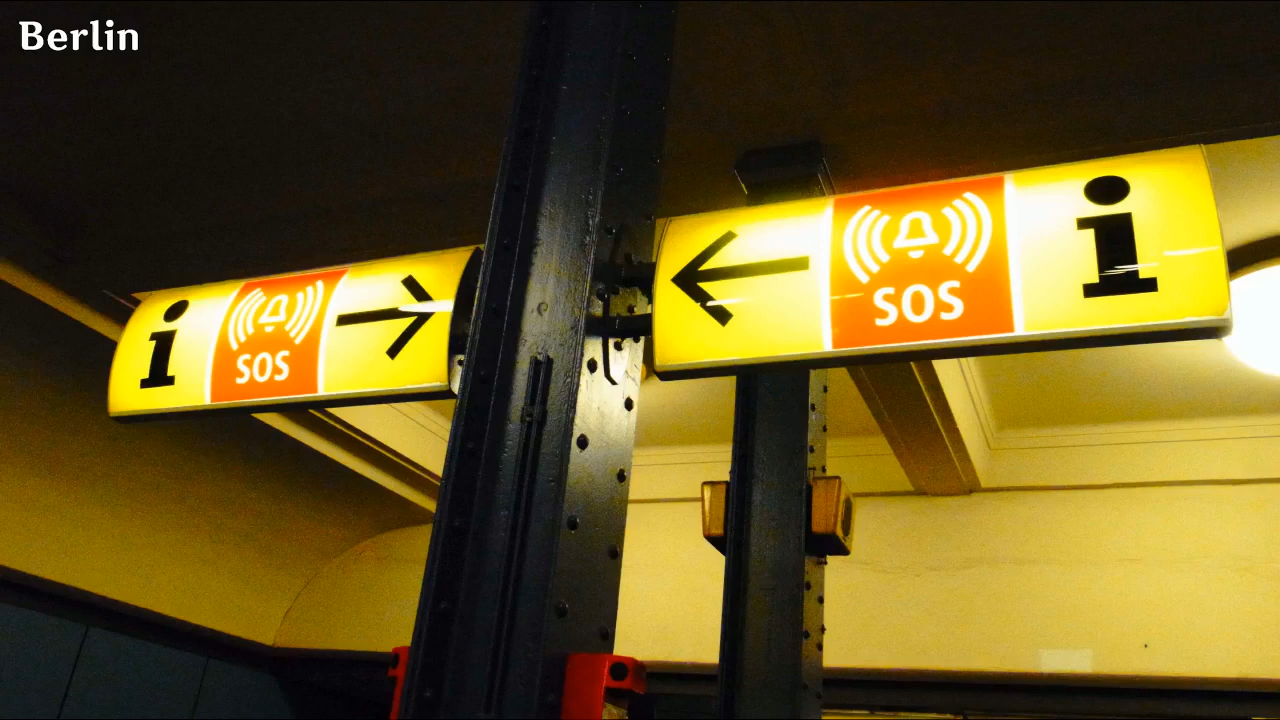 Berlin
i SOS →
← SOS i